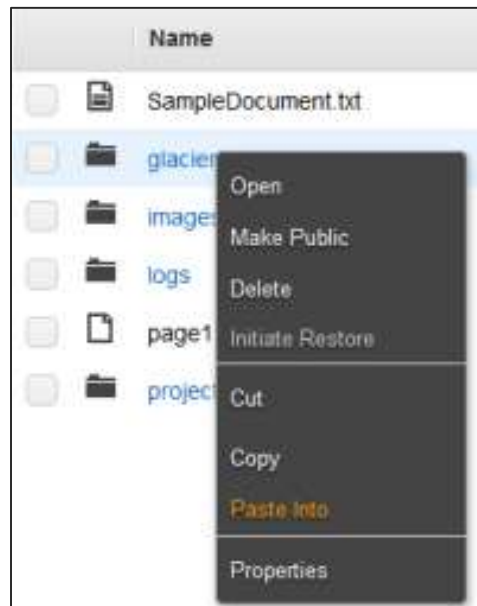 Name
SampleDocument.txt
glacier
Open
images
Make Public
logs
Delete
page1
Initiate Restore
project
Cut
Copy
Paste Into
Properties